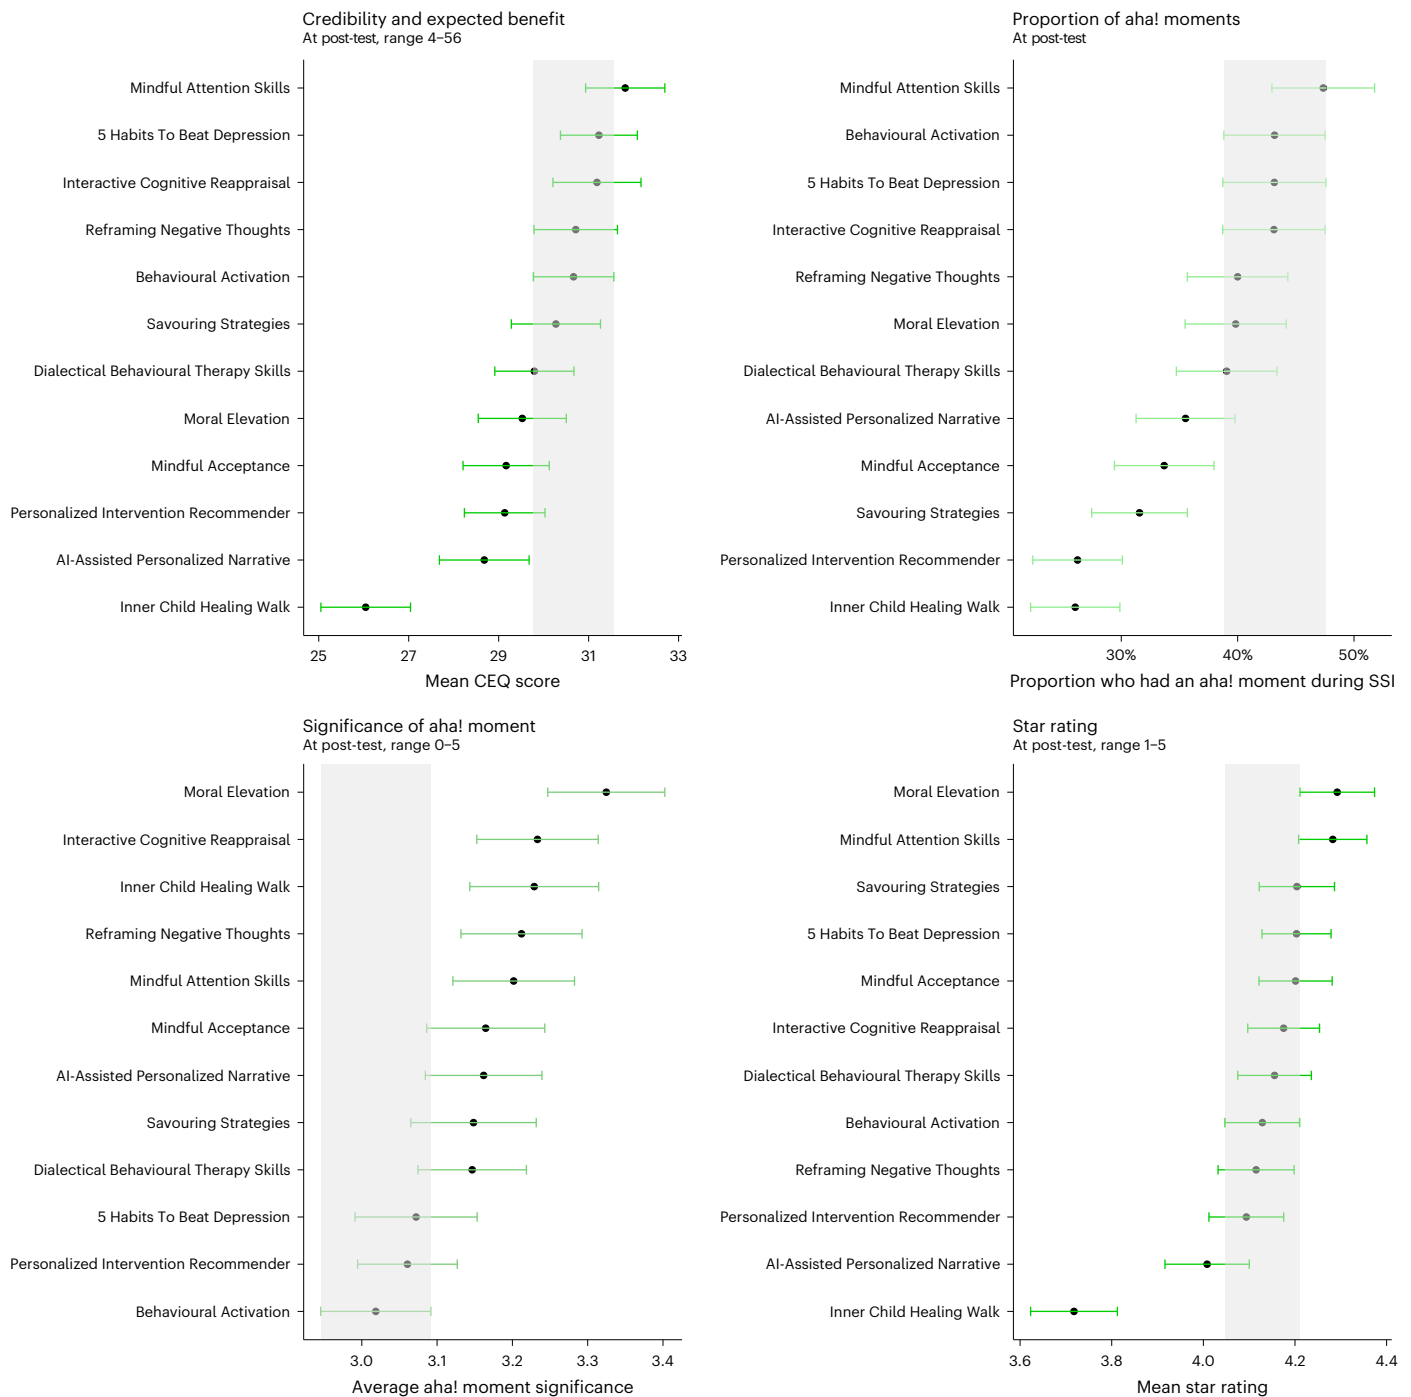 Credibility and expected benefit
At post-test, range 4–56
Mindful Attention Skills
5 Habits To Beat Depression
Interactive Cognitive Reappraisal
Reframing Negative Thoughts
Behavioural Activation
Savouring Strategies
Dialectical Behavioural Therapy Skills
Moral Elevation
Mindful Acceptance
Personalized Intervention Recommender
AI-Assisted Personalized Narrative
Inner Child Healing Walk
25 27 29 31 33
Mean CEQ score
Proportion of aha! moments
At post-test
Mindful Attention Skills
Behavioural Activation
5 Habits To Beat Depression
Interactive Cognitive Reappraisal
Reframing Negative Thoughts
Moral Elevation
Dialectical Behavioural Therapy Skills
AI-Assisted Personalized Narrative
Mindful Acceptance
Savouring Strategies
Personalized Intervention Recommender
Inner Child Healing Walk
30% 40% 50%
Proportion who had an aha! moment during SSI
Significance of aha! moment
At post-test, range 0–5
Moral Elevation
Interactive Cognitive Reappraisal
Inner Child Healing Walk
Reframing Negative Thoughts
Mindful Attention Skills
Mindful Acceptance
AI-Assisted Personalized Narrative
Savouring Strategies
Dialectical Behavioural Therapy Skills
5 Habits To Beat Depression
Personalized Intervention Recommender
Behavioural Activation
3.0 3.1 3.2 3.3 3.4
Average aha! moment significance
Star rating
At post-test, range 1–5
Moral Elevation
Mindful Attention Skills
Savouring Strategies
5 Habits To Beat Depression
Mindful Acceptance
Interactive Cognitive Reappraisal
Dialectical Behavioural Therapy Skills
Behavioural Activation
Reframing Negative Thoughts
Personalized Intervention Recommender
AI-Assisted Personalized Narrative
Inner Child Healing Walk
3.6 3.8 4.0 4.2 4.4
Mean star rating